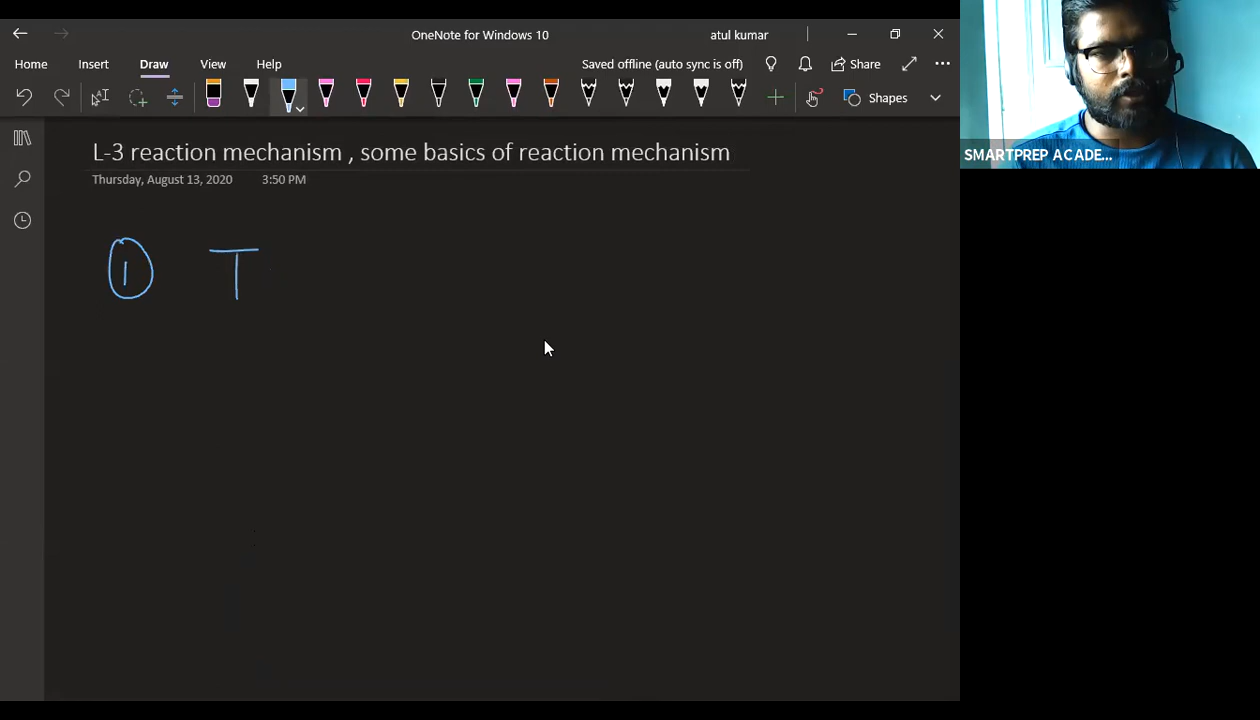 OneNote for Windows 10
atul kumar
Home Insert Draw View Help
Saved offline (auto sync is off)
Share
Shapes
L-3 reaction mechanism , some basics of reaction mechanism
Thursday, August 13, 2020 3:50 PM
1 T
SMARTPREP ACADE...